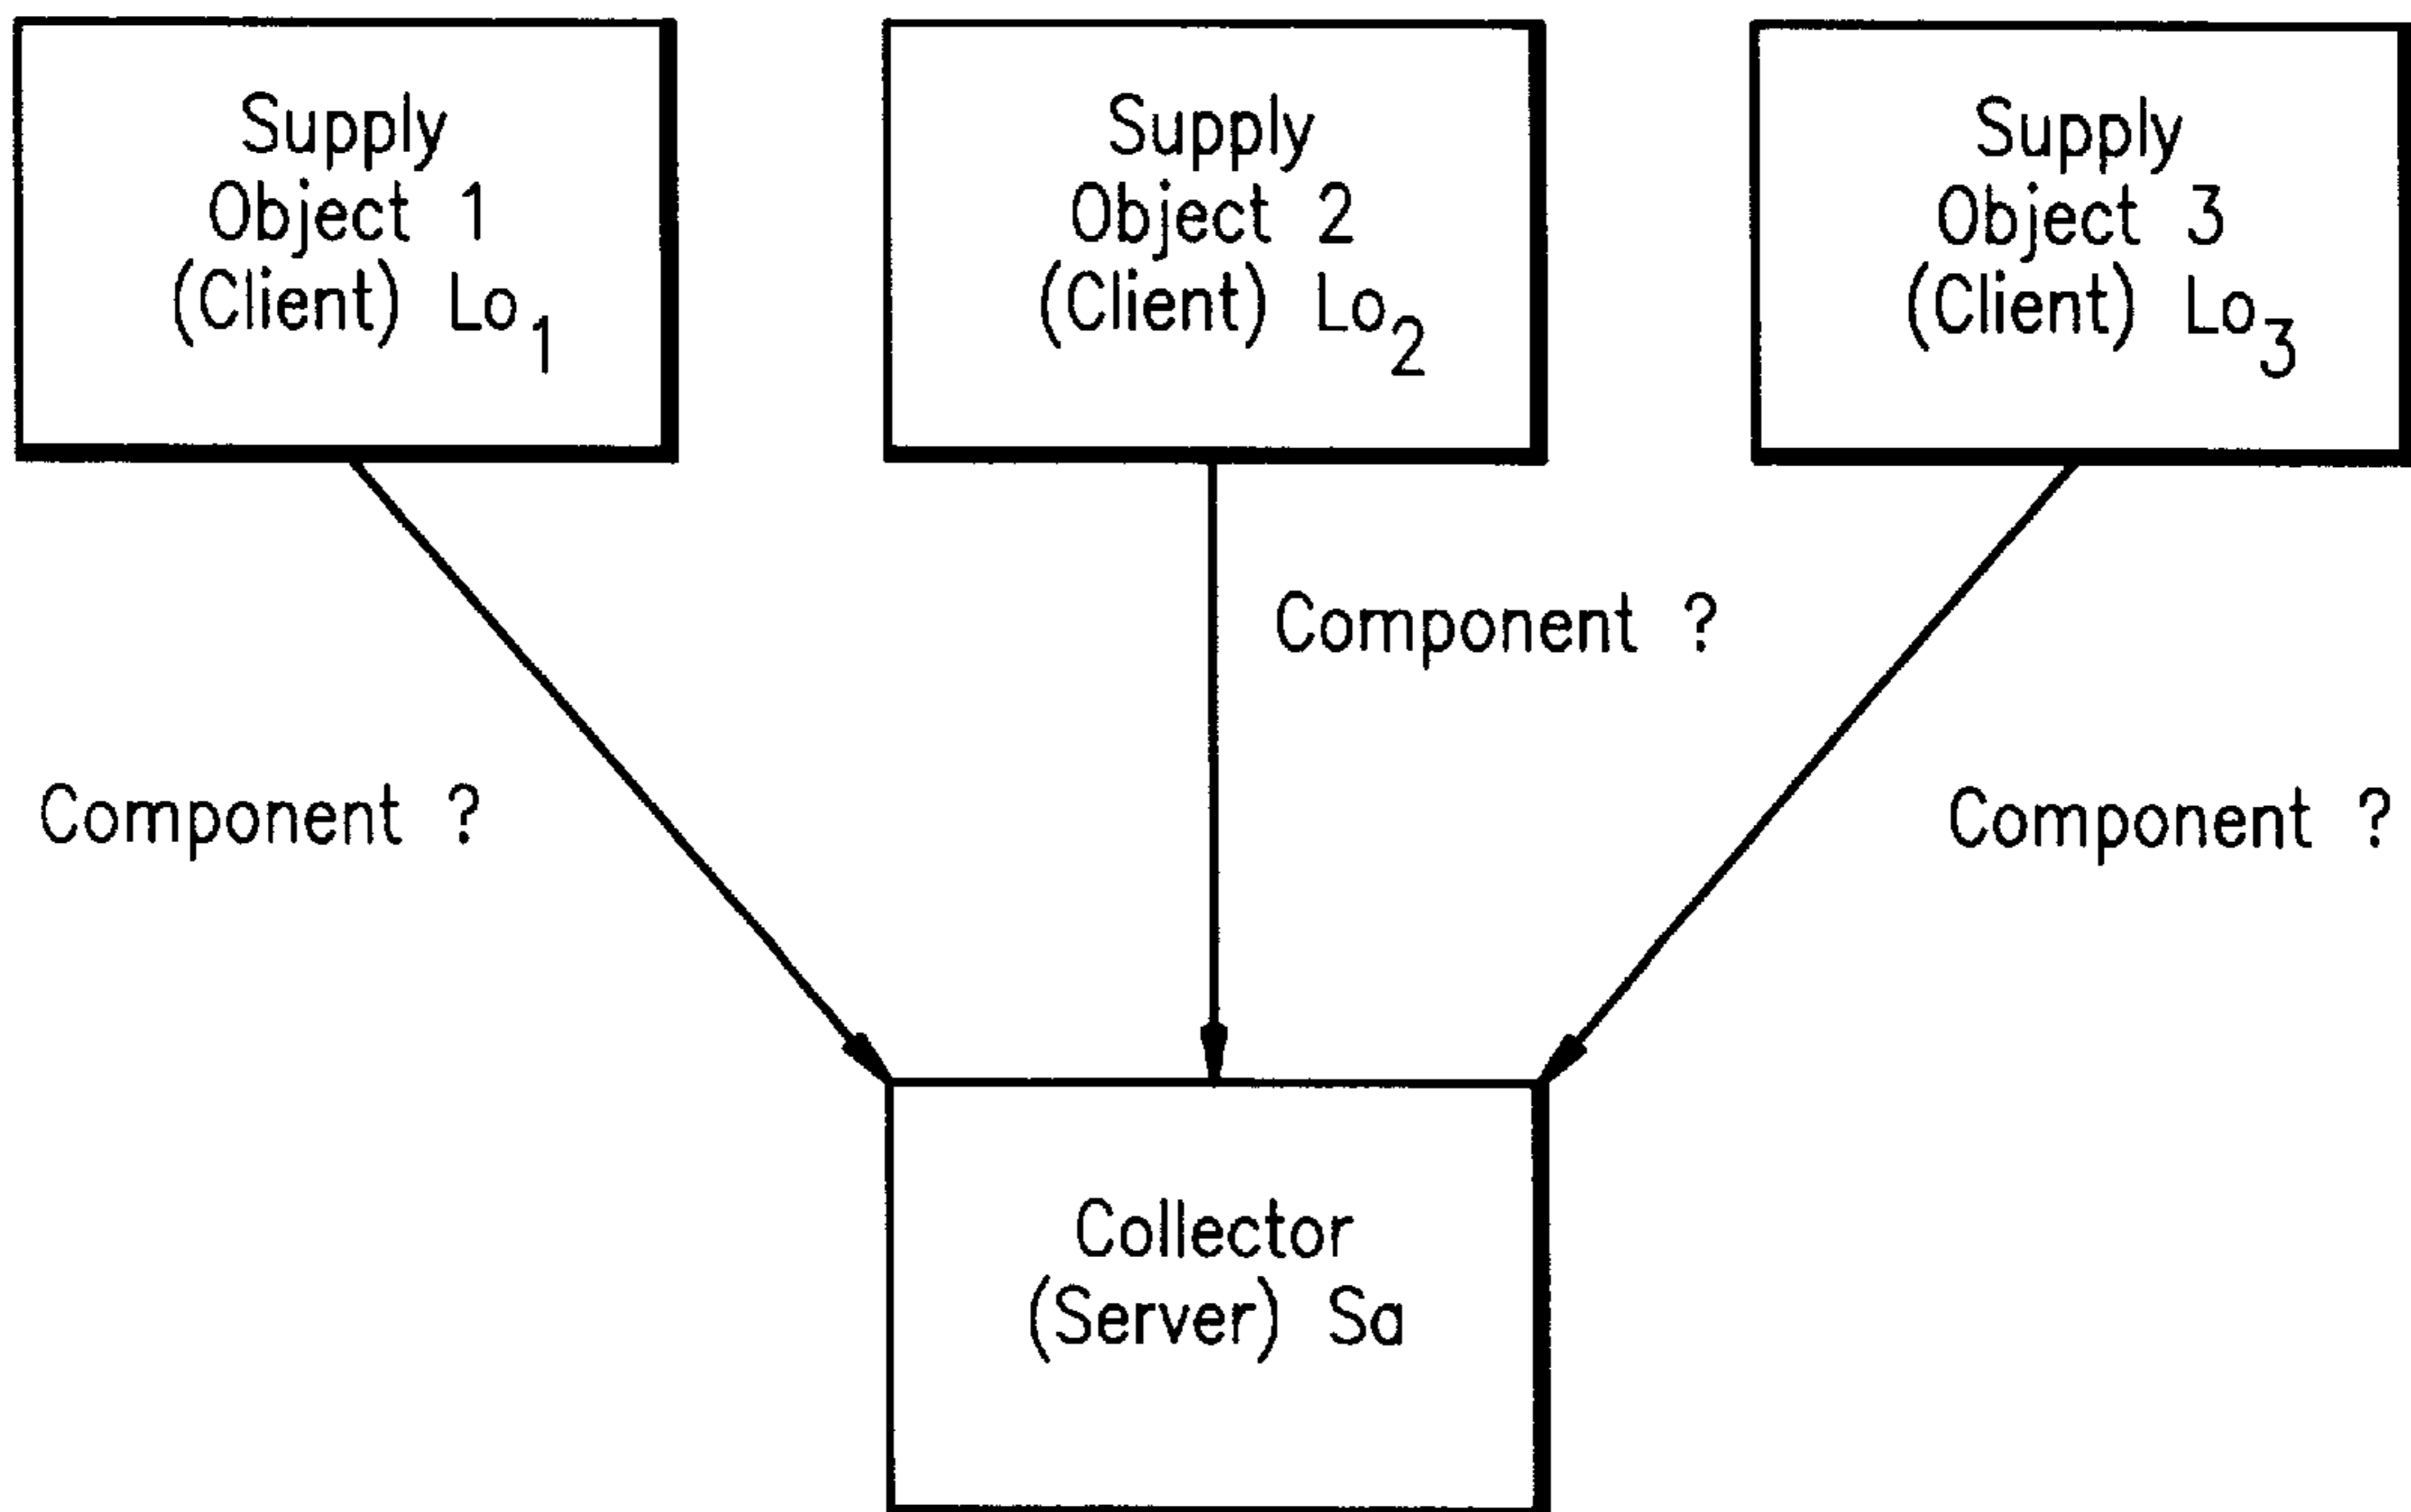 Supply
Object 1
(Client) Lo₁
Supply
Object 2
(Client) Lo₂
Supply
Object 3
(Client) Lo₃
Component ?
Component ?
Component ?
Collector
(Server) Sa